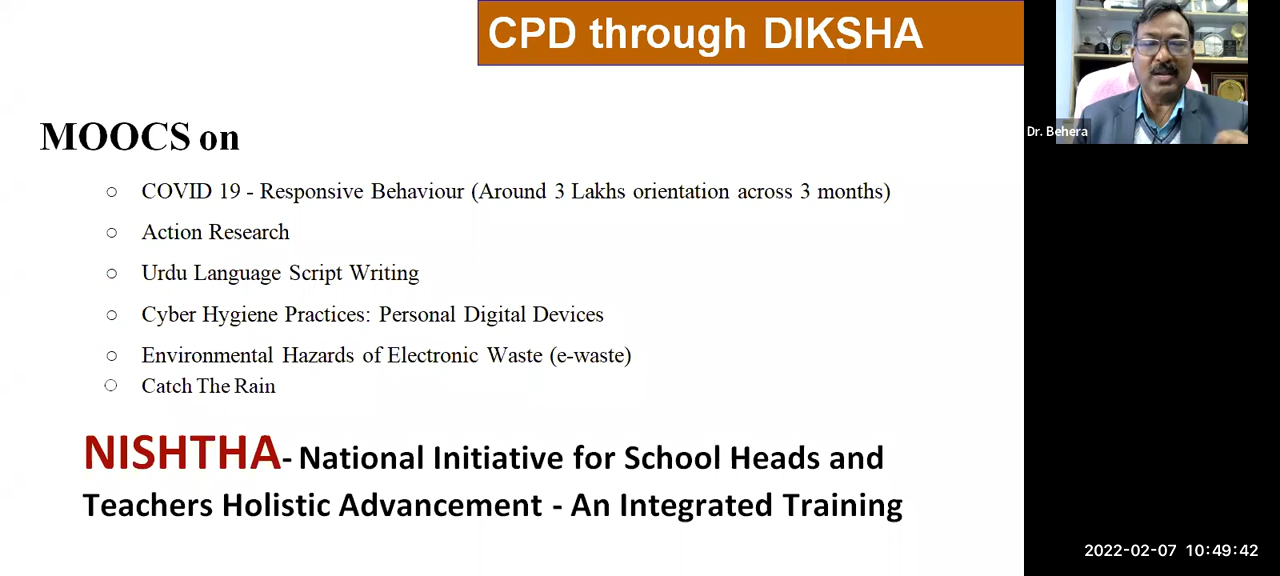 CPD through DIKSHA
Dr. Behera
MOOCS on
○ COVID 19 - Responsive Behaviour (Around 3 Lakhs orientation across 3 months)
○ Action Research
○ Urdu Language Script Writing
○ Cyber Hygiene Practices: Personal Digital Devices
○ Environmental Hazards of Electronic Waste (e-waste)
○ Catch The Rain
NISHTHA- National Initiative for School Heads and
Teachers Holistic Advancement - An Integrated Training
2022-02-07 10:49:42